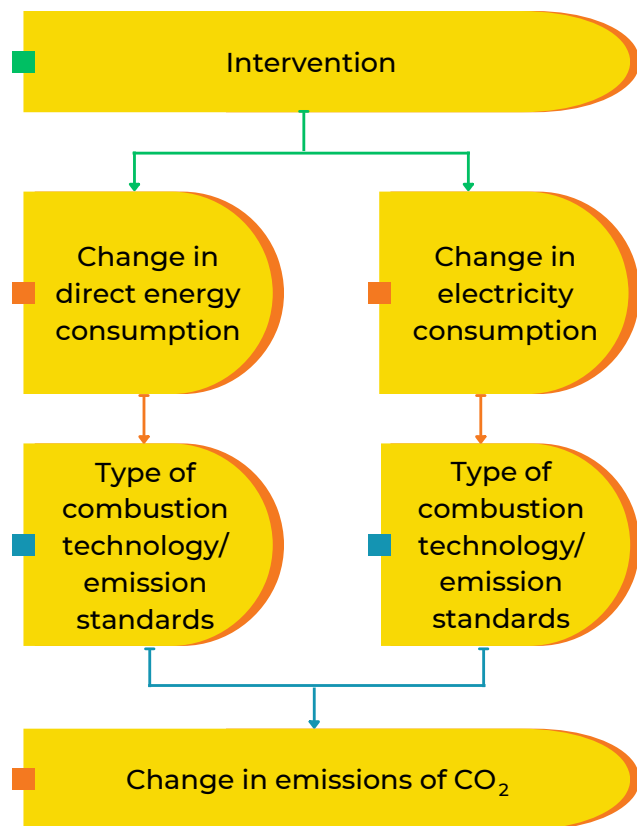 Intervention
Change in
direct energy
consumption
Change in
electricity
consumption
Type of
combustion
technology/
emission
standards
Type of
combustion
technology/
emission
standards
Change in emissions of CO₂